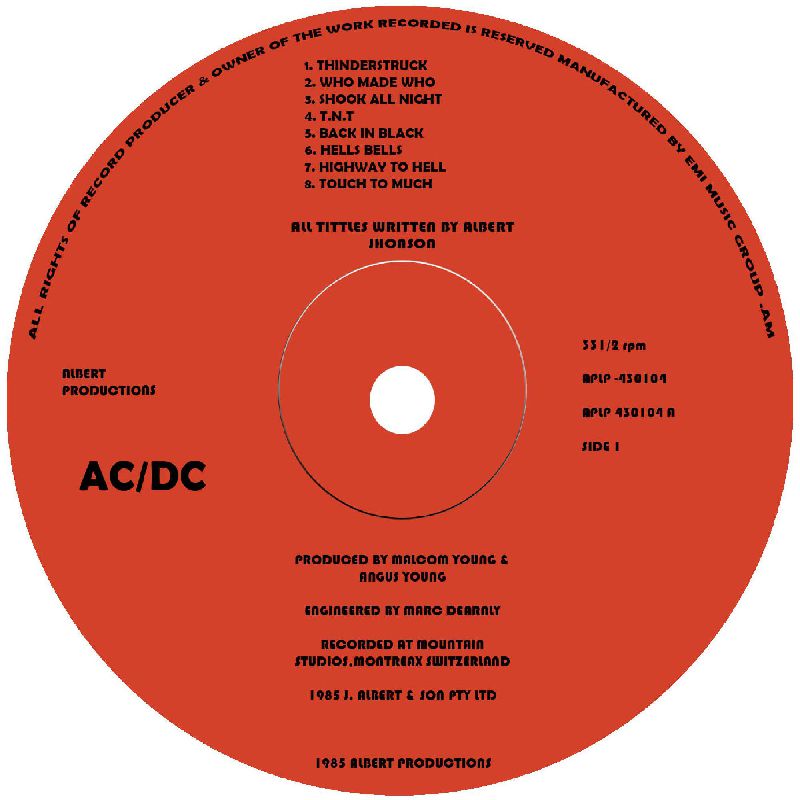 ALL RIGHTS OF RECORD PRODUCER & OWNER OF THE WORK RECORDED IS RESERVED MANUFACTURED BY EMI MUSIC GROUP .AM
1. THINDERSTRUCK
2. WHO MADE WHO
3. SHOOK ALL NIGHT
4. T.N.T
5. BACK IN BLACK
6. HELLS BELLS
7. HIGHWAY TO HELL
8. TOUCH TO MUCH
ALL TITTLES WRITTEN BY ALBERT
JHONSON
ALBERT
PRODUCTIONS
AC/DC
331/2 rpm
APLP -430104
APLP 430104 A
SIDE 1
PRODUCED BY MALCOM YOUNG &
ANGUS YOUNG
ENGINEERED BY MARC DEARNLY
RECORDED AT MOUNTAIN
STUDIOS,MONTREAX SWITZERLAND
1985 J. ALBERT & SON PTY LTD
1985 ALBERT PRODUCTIONS